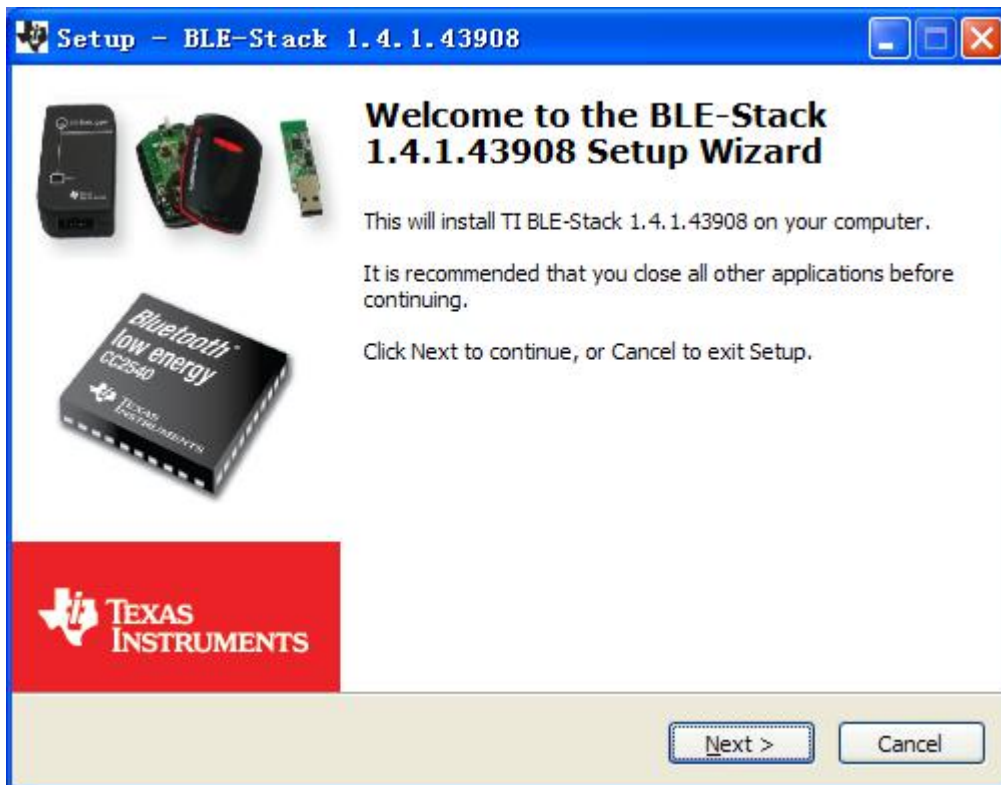 Setup - BLE-Stack 1.4.1.43908
Welcome to the BLE-Stack
1.4.1.43908 Setup Wizard
This will install TI BLE-Stack 1.4.1.43908 on your computer.
It is recommended that you close all other applications before
continuing.
Click Next to continue, or Cancel to exit Setup.
Bluetooth
low energy
CC2540
TEXAS
INSTRUMENTS
TEXAS
INSTRUMENTS
Next >
Cancel